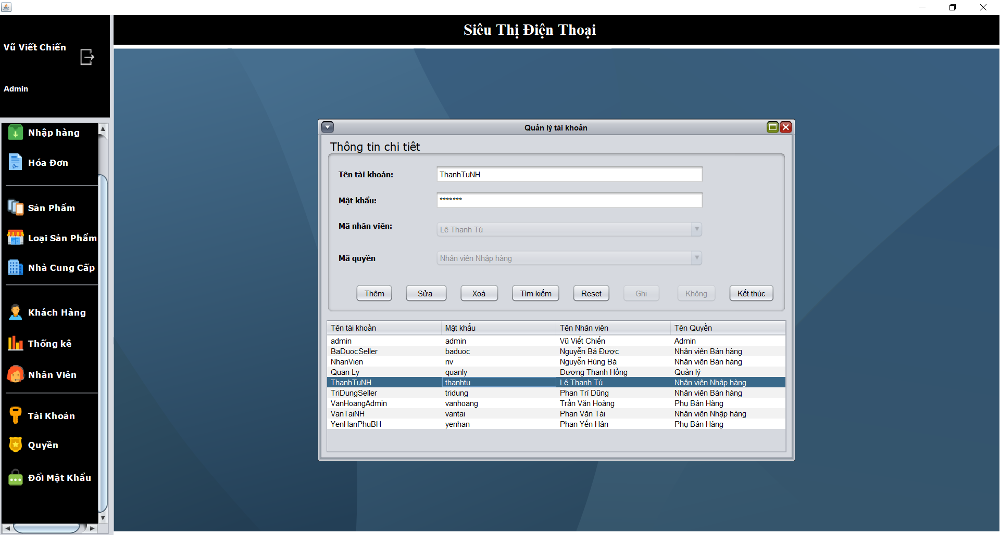 Siêu Thị Điện Thoại
Vũ Viết Chiến
Admin
Nhập hàng
Hóa Đơn
Sản Phẩm
Loại Sản Phẩm
Nhà Cung Cấp
Khách Hàng
Thống kê
Nhân Viên
Tài Khoản
Quyền
Đổi Mật Khẩu
Quản lý tài khoản
Thông tin chi tiêt
Tên tài khoản: ThanhTuNH
Mật khẩu: *******
Mã nhân viên: Lê Thanh Tú
Mã quyền Nhân viên Nhập hàng
Thêm Sửa Xoá Tìm kiếm Reset Ghi Không Kết thúc
Tên tài khoản Mật khẩu Tên Nhân viên Tên Quyền
admin admin Vũ Viết Chiến Admin
BaDuocSeller baduoc Nguyễn Bá Được Nhân viên Bán hàng
NhanVien nv Nguyễn Hùng Bá Nhân viên Bán hàng
Quan Ly quanly Dương Thanh Hồng Quản lý
ThanhTuNH thanhtu Lê Thanh Tú Nhân viên Nhập hàng
TriDungSeller tridung Phan Trí Dũng Nhân viên Bán hàng
VanHoangAdmin vanhoang Trần Văn Hoàng Phụ Bán Hàng
VanTaiNH vantai Phan Văn Tài Nhân viên Nhập hàng
YenHanPhuBH yenhan Phan Yến Hân Phụ Bán Hàng